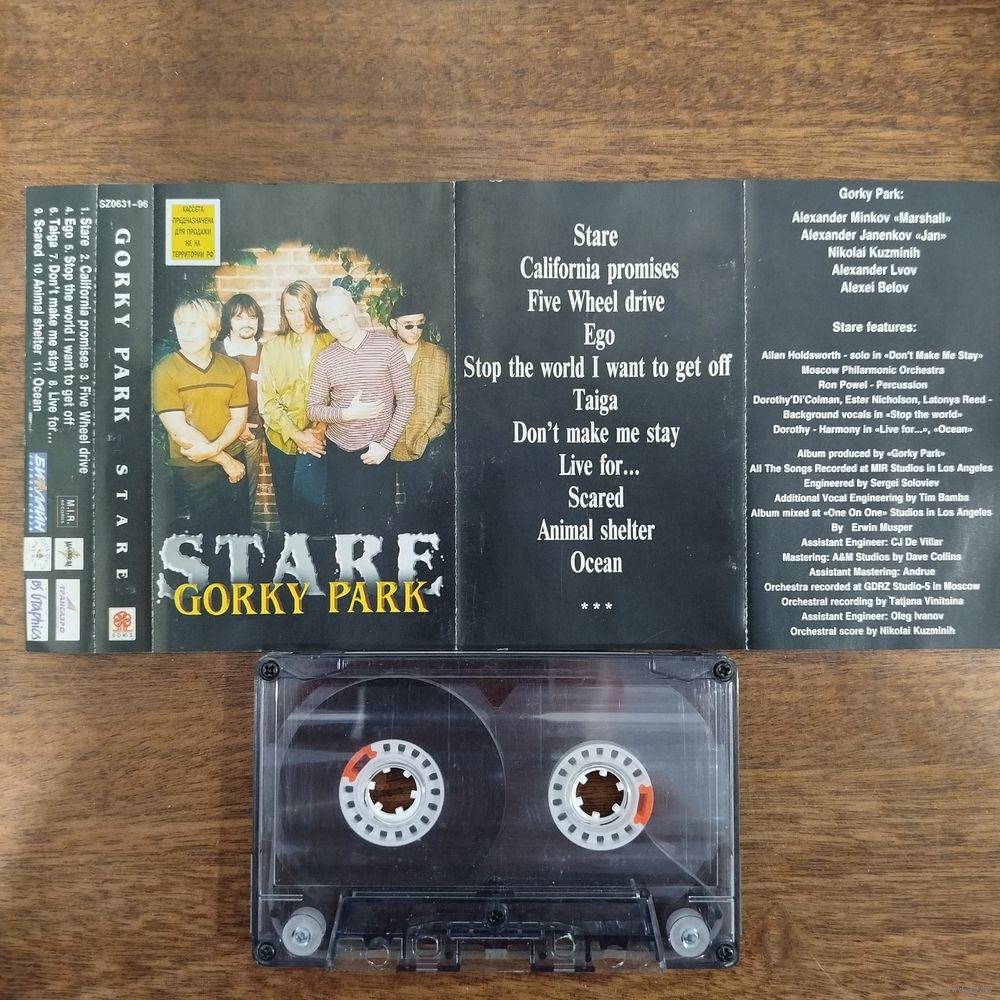 1. Stare 2. California promises 3. Five Wheel drive
4. Ego 5. Stop the world I want to get off
6. Taiga 7. Don't make me stay 8. Live for...
9. Scared 10. Animal shelter 11. Ocean
БИЛАЙН
M.I.R.
RECORDS
ТРАНСАЭРО
BS Graphics
SZ0631-96
GORKY PARK STARE
СОЮЗ
КАССЕТА
ПРЕДНАЗНАЧЕНА
ДЛЯ ПРОДАЖИ
НЕ НА
ТЕРРИТОРИИ РФ
STARE
GORKY PARK
Stare
California promises
Five Wheel drive
Ego
Stop the world I want to get off
Taiga
Don't make me stay
Live for...
Scared
Animal shelter
Ocean
* * *
Gorky Park:
Alexander Minkov «Marshall»
Alexander Janenkov «Jan»
Nikolai Kuzminih
Alexander Lvov
Alexei Belov
Stare features:
Allan Holdsworth - solo in «Don't Make Me Stay»
Moscow Philparmonic Orchestra
Ron Powel - Percussion
Dorothy'Di'Colman, Ester Nicholson, Latonya Reed -
Background vocals in «Stop the world»
Dorothy - Harmony in «Live for...», «Ocean»
Album produced by «Gorky Park»
All The Songs Recorded at MIR Studios in Los Angeles
Engineered by Sergei Soloviev
Additional Vocal Engineering by Tim Bamba
Album mixed at «One On One» Studios in Los Angeles
By Erwin Musper
Assistant Engineer: CJ De Villar
Mastering: A&M Studios by Dave Collins
Assistant Mastering: Andrue
Orchestra recorded at GDRZ Studio-5 in Moscow
Orchestral recording by Tatjana Vinitsina
Assistent Engineer: Oleg Ivanov
Orchestral score by Nikolai Kuzminih